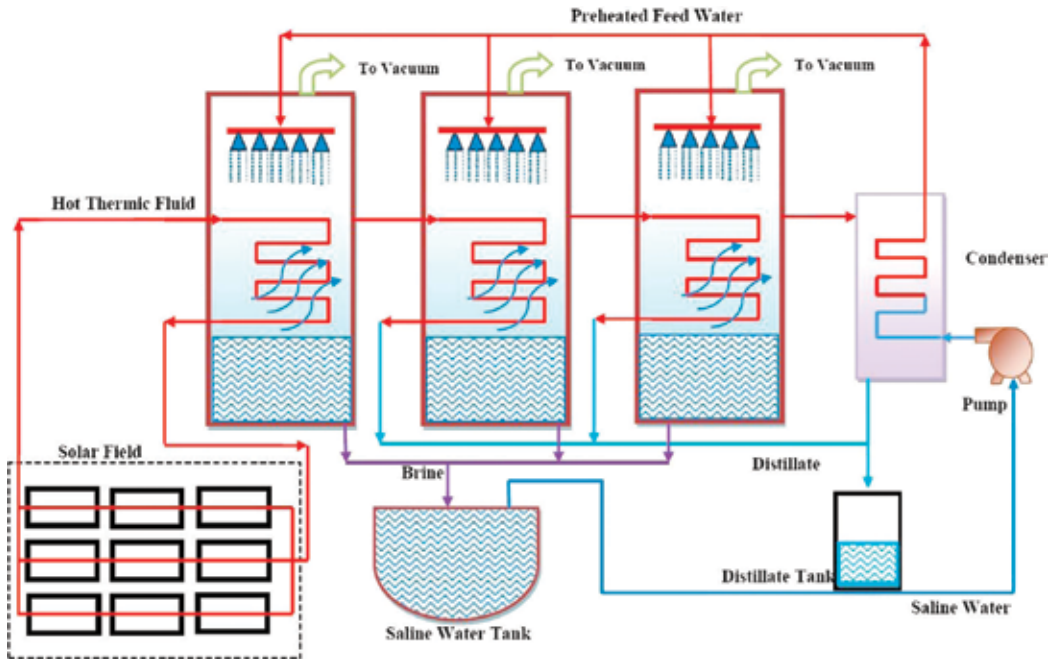 Preheated Feed Water
To Vacuum
To Vacuum
To Vacuum
Hot Thermic Fluid
Condenser
Pump
Solar Field
Brine
Distillate
Distillate Tank
Saline Water
Saline Water Tank